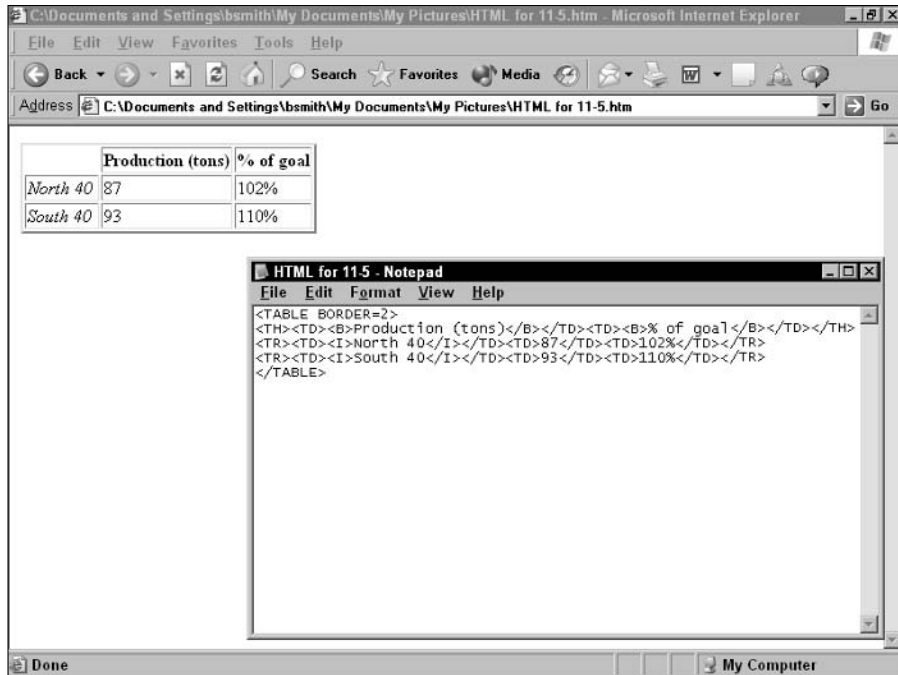 C:\Documents and Settings\bsmith\My Documents\My Pictures\HTML for 11-5.htm - Microsoft Internet Explorer
File Edit View Favorites Tools Help
Back Search Favorites Media W
Address C:\Documents and Settings\bsmith\My Documents\My Pictures\HTML for 11-5.htm Go
Production (tons) % of goal
North 40 87 102%
South 40 93 110%
HTML for 11-5 - Notepad
File Edit Format View Help
<TABLE BORDER=2>
<TH><TD><B>Production (tons)</B></TD><TD><B>% of goal</B></TD></TH>
<TR><TD><I>North 40</I></TD><TD>87</TD><TD>102%</TD></TR>
<TR><TD><I>South 40</I></TD><TD>93</TD><TD>110%</TD></TR>
</TABLE>
Done My Computer